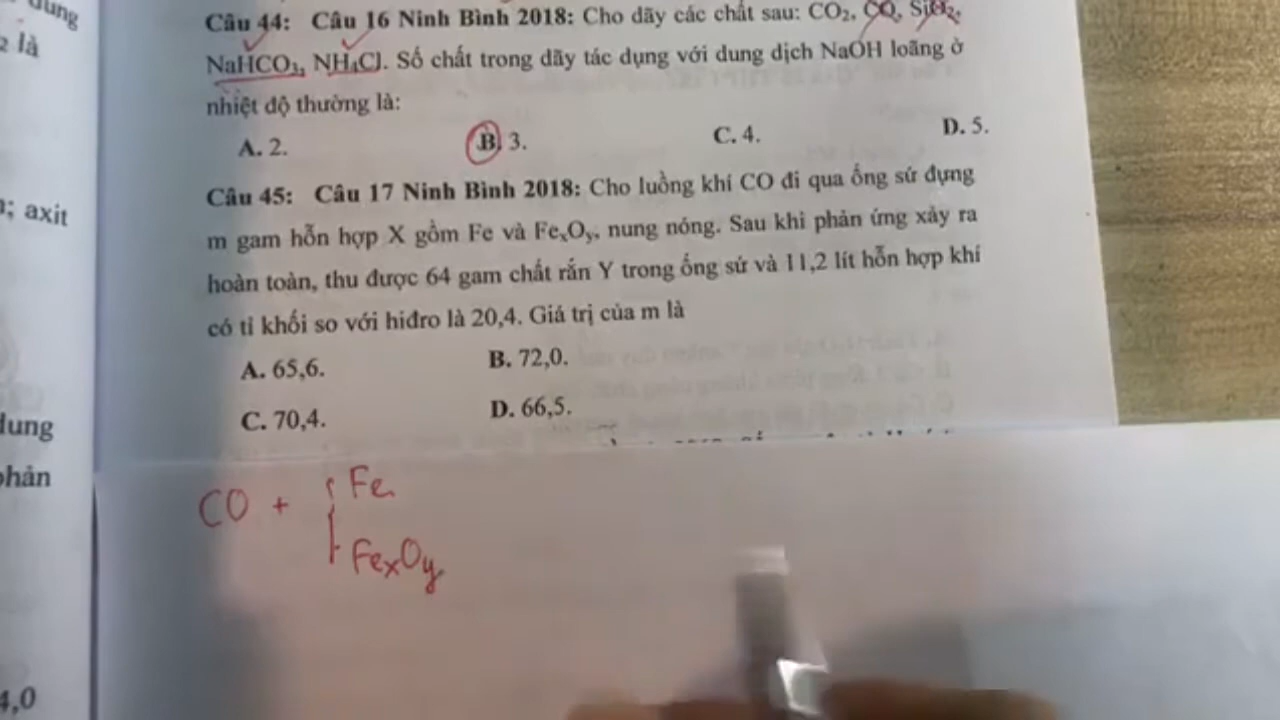 dung
là
Câu 44: Câu 16 Ninh Bình 2018: Cho dãy các chất sau: CO₂, CO, SiO₂,
NaHCO₃, NH₄Cl. Số chất trong dãy tác dụng với dung dịch NaOH loãng ở
nhiệt độ thường là:
A. 2. B. 3. C. 4. D. 5.
; axit
Câu 45: Câu 17 Ninh Bình 2018: Cho luồng khí CO đi qua ống sứ đựng
m gam hỗn hợp X gồm Fe và FeₓOᵧ, nung nóng. Sau khi phản ứng xảy ra
hoàn toàn, thu được 64 gam chất rắn Y trong ống sứ và 11,2 lít hỗn hợp khí
có tỉ khối so với hiđro là 20,4. Giá trị của m là
A. 65,6. B. 72,0.
C. 70,4. D. 66,5.
dung
phản
4,0
CO + Fe
FeₓOy